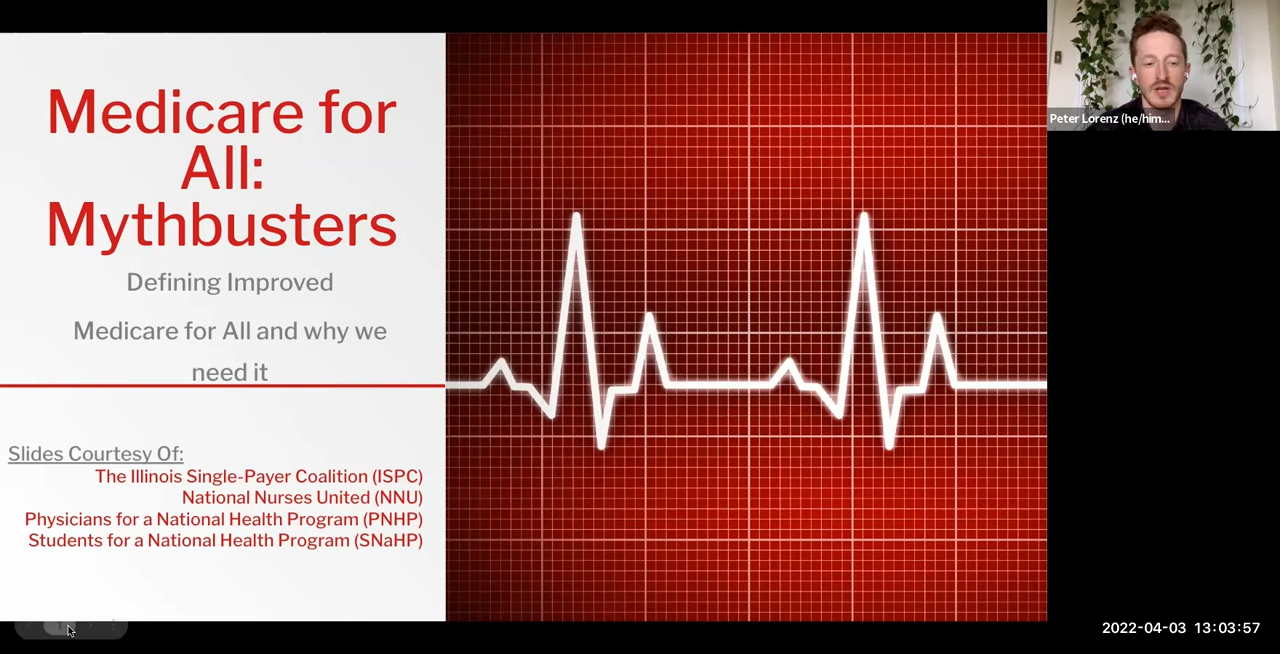 Medicare for
All:
Mythbusters
Defining Improved
Medicare for All and why we
need it
Slides Courtesy Of:
The Illinois Single-Payer Coalition (ISPC)
National Nurses United (NNU)
Physicians for a National Health Program (PNHP)
Students for a National Health Program (SNaHP)
Peter Lorenz (he/him...
2022-04-03 13:03:57